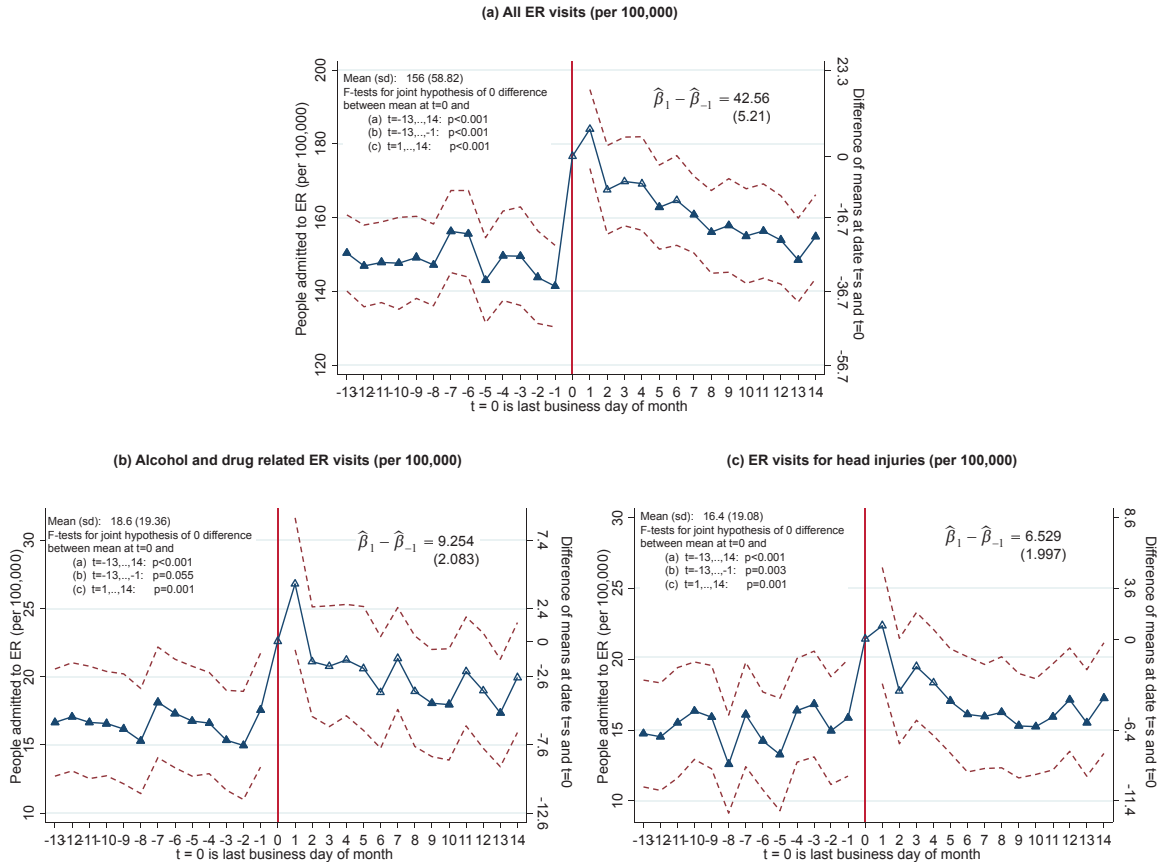 (a) All ER visits (per 100,000)
Mean (sd): 156 (58.82)
F-tests for joint hypothesis of 0 difference
between mean at t=0 and
(a) t=-13,..,14: p<0.001
(b) t=-13,..,-1: p<0.001
(c) t=1,..,14: p<0.001
β̂₁ − β̂₋₁ = 42.56
(5.21)
People admitted to ER (per 100,000)
120 140 160 180 200
Difference of means at date t=s and t=0
-56.7 -36.7 -16.7 0 23.3
-13 -12 -11 -10 -9 -8 -7 -6 -5 -4 -3 -2 -1 0 1 2 3 4 5 6 7 8 9 10 11 12 13 14
t = 0 is last business day of month
(b) Alcohol and drug related ER visits (per 100,000)
Mean (sd): 18.6 (19.36)
F-tests for joint hypothesis of 0 difference
between mean at t=0 and
(a) t=-13,..,14: p<0.001
(b) t=-13,..,-1: p=0.055
(c) t=1,..,14: p=0.001
β̂₁ − β̂₋₁ = 9.254
(2.083)
People admitted to ER (per 100,000)
10 15 20 25 30
Difference of means at date t=s and t=0
-12.6 -7.6 -2.6 0 2.4 7.4
-13 -12 -11 -10 -9 -8 -7 -6 -5 -4 -3 -2 -1 0 1 2 3 4 5 6 7 8 9 10 11 12 13 14
t = 0 is last business day of month
(c) ER visits for head injuries (per 100,000)
Mean (sd): 16.4 (19.08)
F-tests for joint hypothesis of 0 difference
between mean at t=0 and
(a) t=-13,..,14: p<0.001
(b) t=-13,..,-1: p=0.003
(c) t=1,..,14: p=0.001
β̂₁ − β̂₋₁ = 6.529
(1.997)
People admitted to ER (per 100,000)
10 15 20 25 30
Difference of means at date t=s and t=0
-11.4 -6.4 0 3.6 8.6
-13 -12 -11 -10 -9 -8 -7 -6 -5 -4 -3 -2 -1 0 1 2 3 4 5 6 7 8 9 10 11 12 13 14
t = 0 is last business day of month